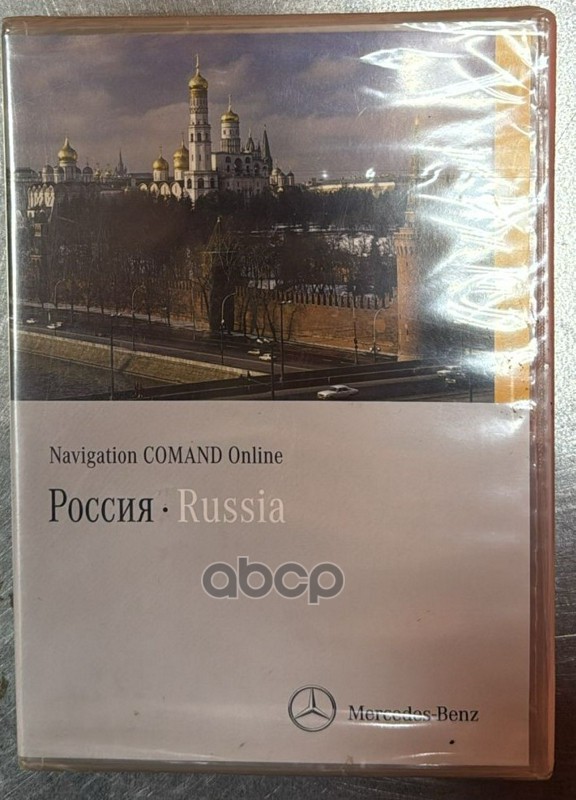 Navigation COMAND Online
Россия · Russia
abcp
Mercedes-Benz